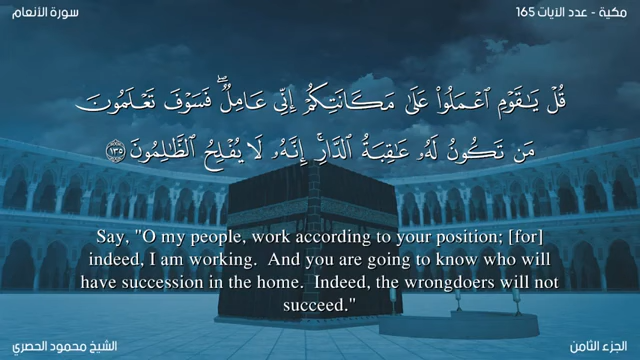 سورة الأنعام
مكية - عدد الآيات 165
قُلْ يَٰقَوْمِ ٱعْمَلُوا۟ عَلَىٰ مَكَانَتِكُمْ إِنِّى عَامِلٌ ۖ فَسَوْفَ تَعْلَمُونَ
مَن تَكُونُ لَهُۥ عَٰقِبَةُ ٱلدَّارِ ۚ إِنَّهُۥ لَا يُفْلِحُ ٱلظَّٰلِمُونَ ١٣٥
Say, "O my people, work according to your position; [for]
indeed, I am working.  And you are going to know who will
have succession in the home.  Indeed, the wrongdoers will not
succeed."
الشيخ محمود الحصري
الجزء الثامن